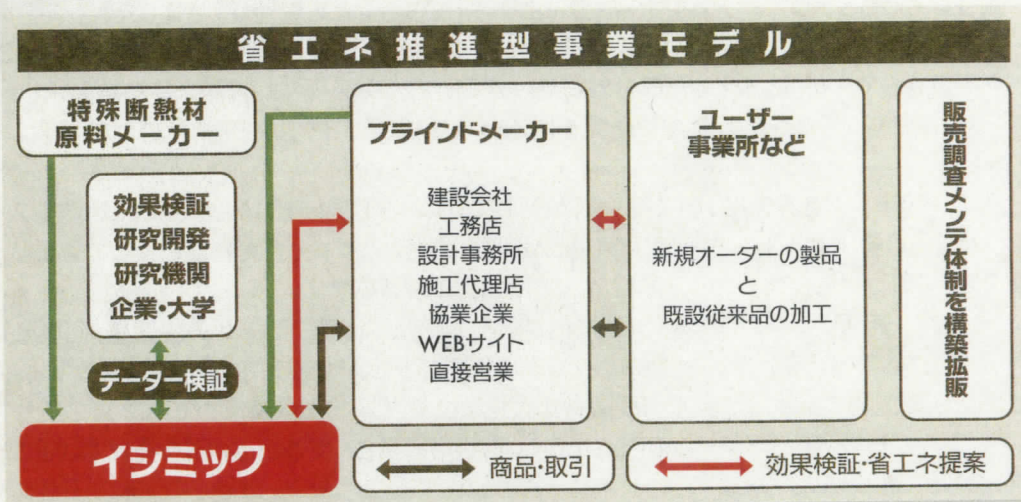 省エネ推進型事業モデル
特殊断熱材
原料メーカー
効果検証
研究開発
研究機関
企業・大学
データー検証
イシミック
ブラインドメーカー
建設会社
工務店
設計事務所
施工代理店
協業企業
WEBサイト
直接営業
ユーザー
事業所など
新規オーダーの製品
と
既設従来品の加工
販売調査メンテ体制を構築拡販
商品・取引
効果検証・省エネ提案